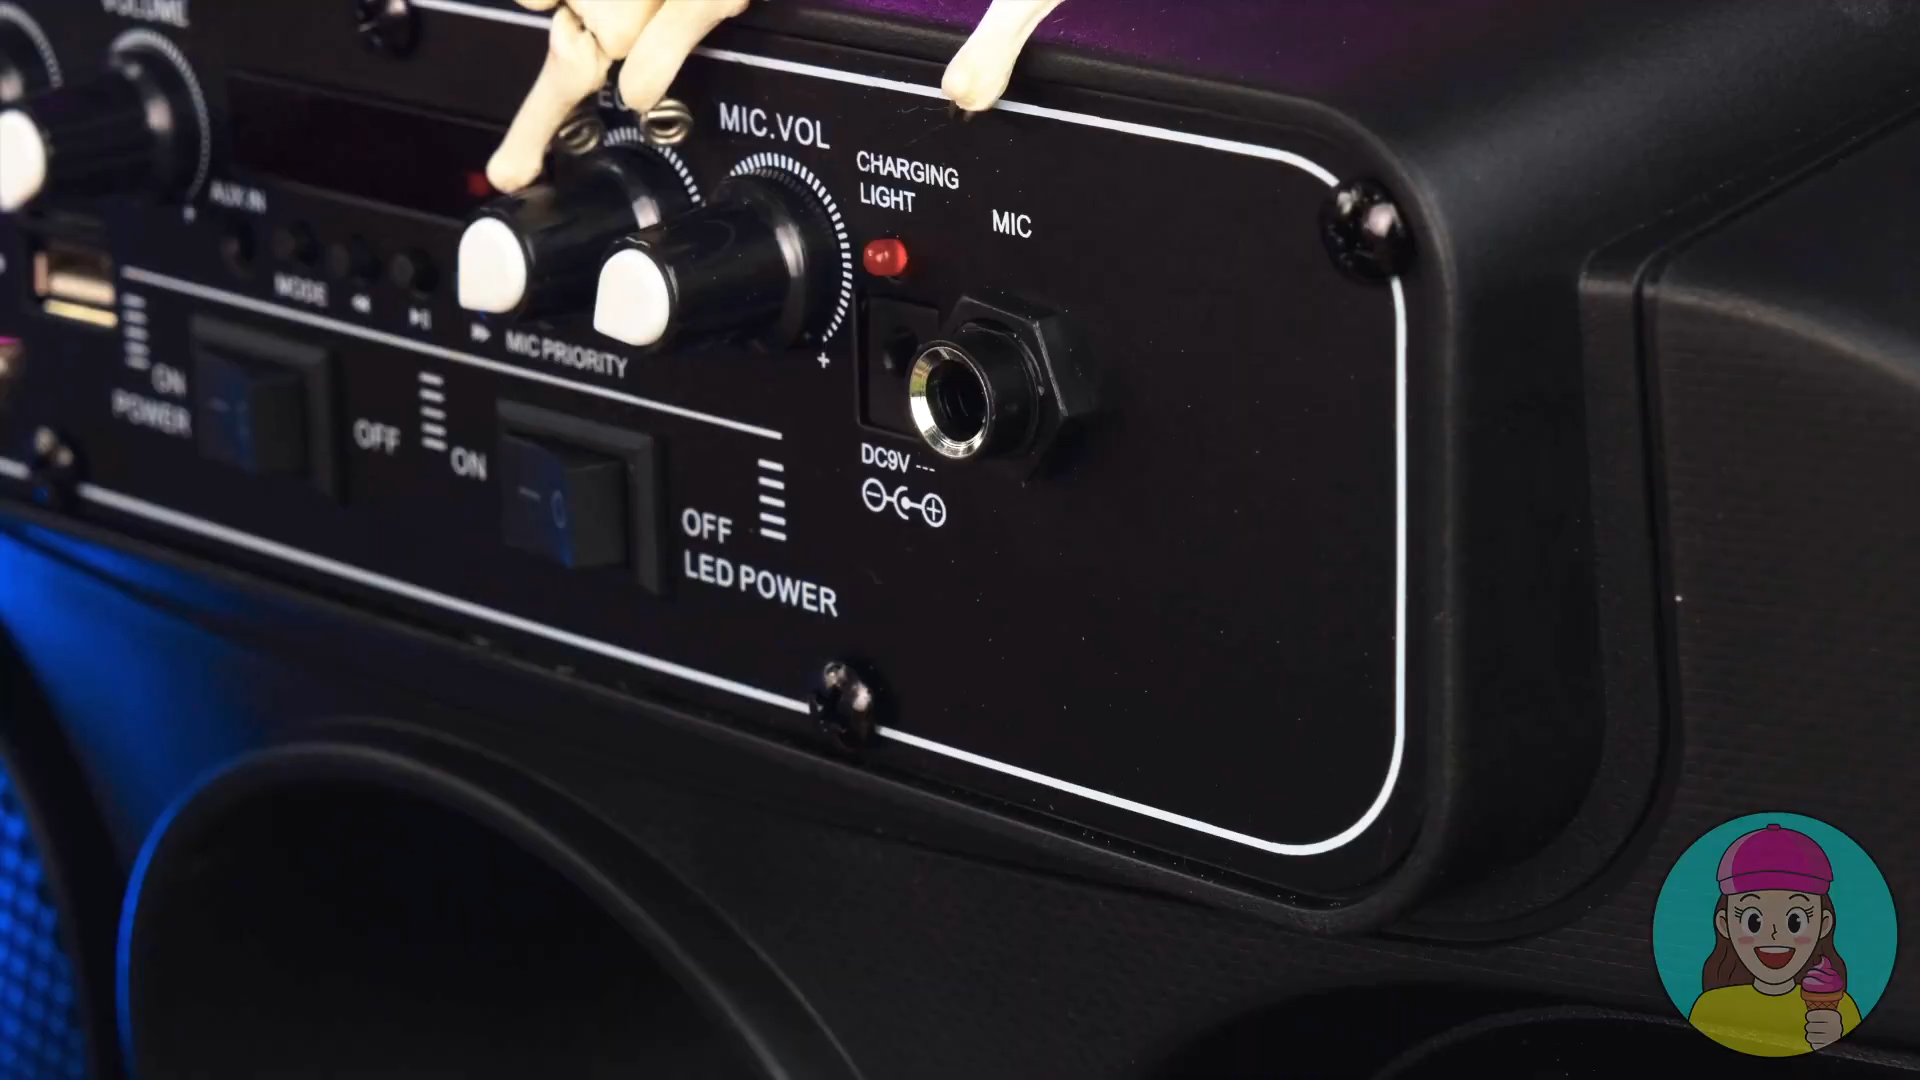 VOLUME
MIC.VOL
CHARGING
LIGHT
MIC
AUX.IN
MODE
MIC PRIORITY
+
ON
POWER
OFF
ON
OFF
LED POWER
DC9V ---